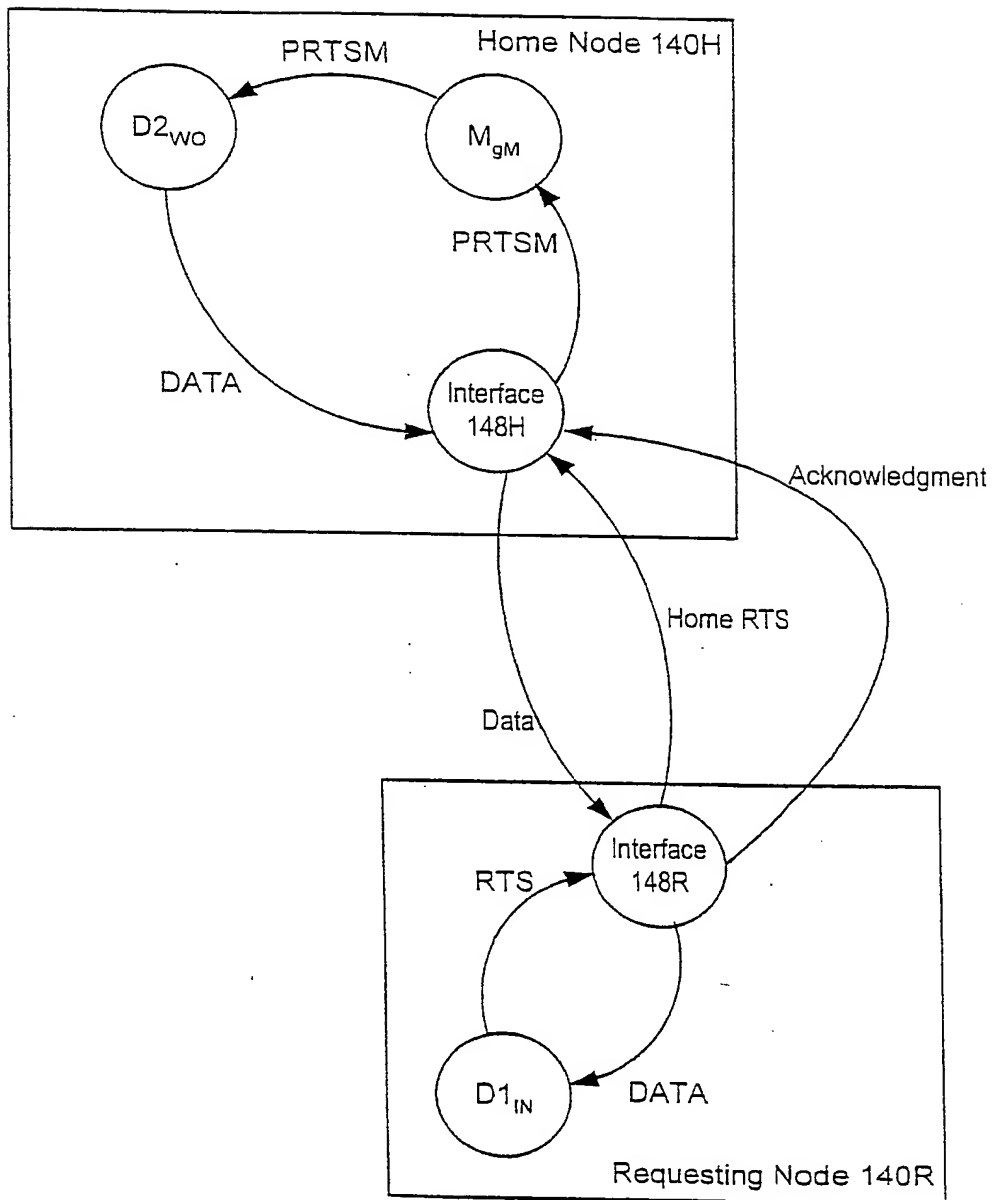 Home Node 140H
PRTSM
D2WO
MgM
PRTSM
DATA
Interface
148H
Acknowledgment
Home RTS
Data
Interface
148R
RTS
D1IN
DATA
Requesting Node 140R